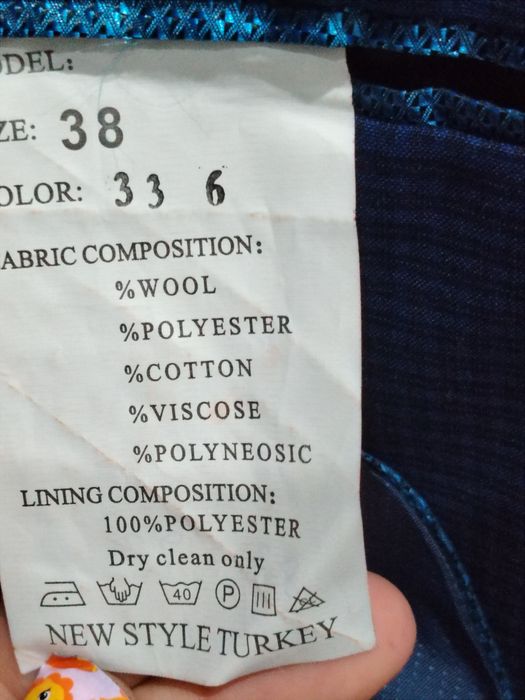 ODEL:
ZE: 38
OLOR: 33 6
ABRIC COMPOSITION:
%WOOL
%POLYESTER
%COTTON
%VISCOSE
%POLYNEOSIC
LINING COMPOSITION:
100%POLYESTER
Dry clean only
40 P
NEW STYLE TURKEY